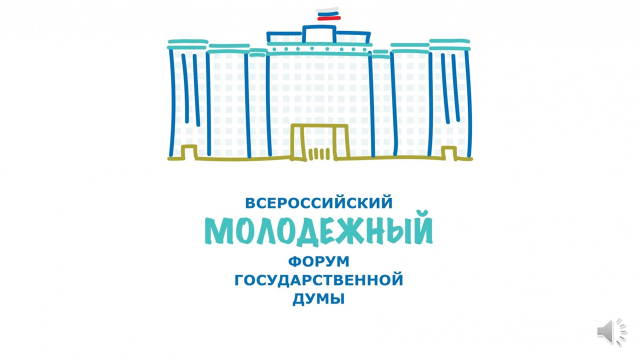 ВСЕРОССИЙСКИЙ
МОЛОДЕЖНЫЙ
ФОРУМ
ГОСУДАРСТВЕННОЙ
ДУМЫ